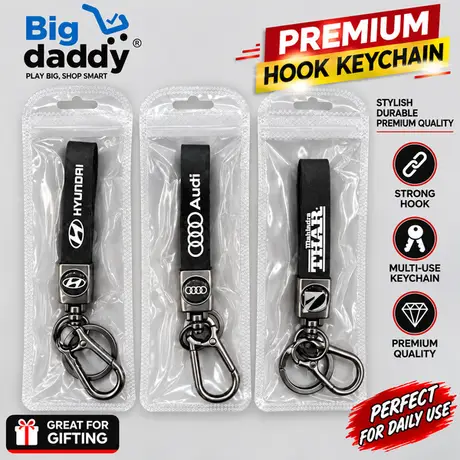 Big
daddy®
PLAY BIG, SHOP SMART
PREMIUM
HOOK KEYCHAIN
STYLISH
DURABLE
PREMIUM QUALITY
STRONG
HOOK
MULTI-USE
KEYCHAIN
PREMIUM
QUALITY
HYUNDAI
Audi
Mahindra
THAR
GREAT FOR
GIFTING
PERFECT
FOR DAILY USE